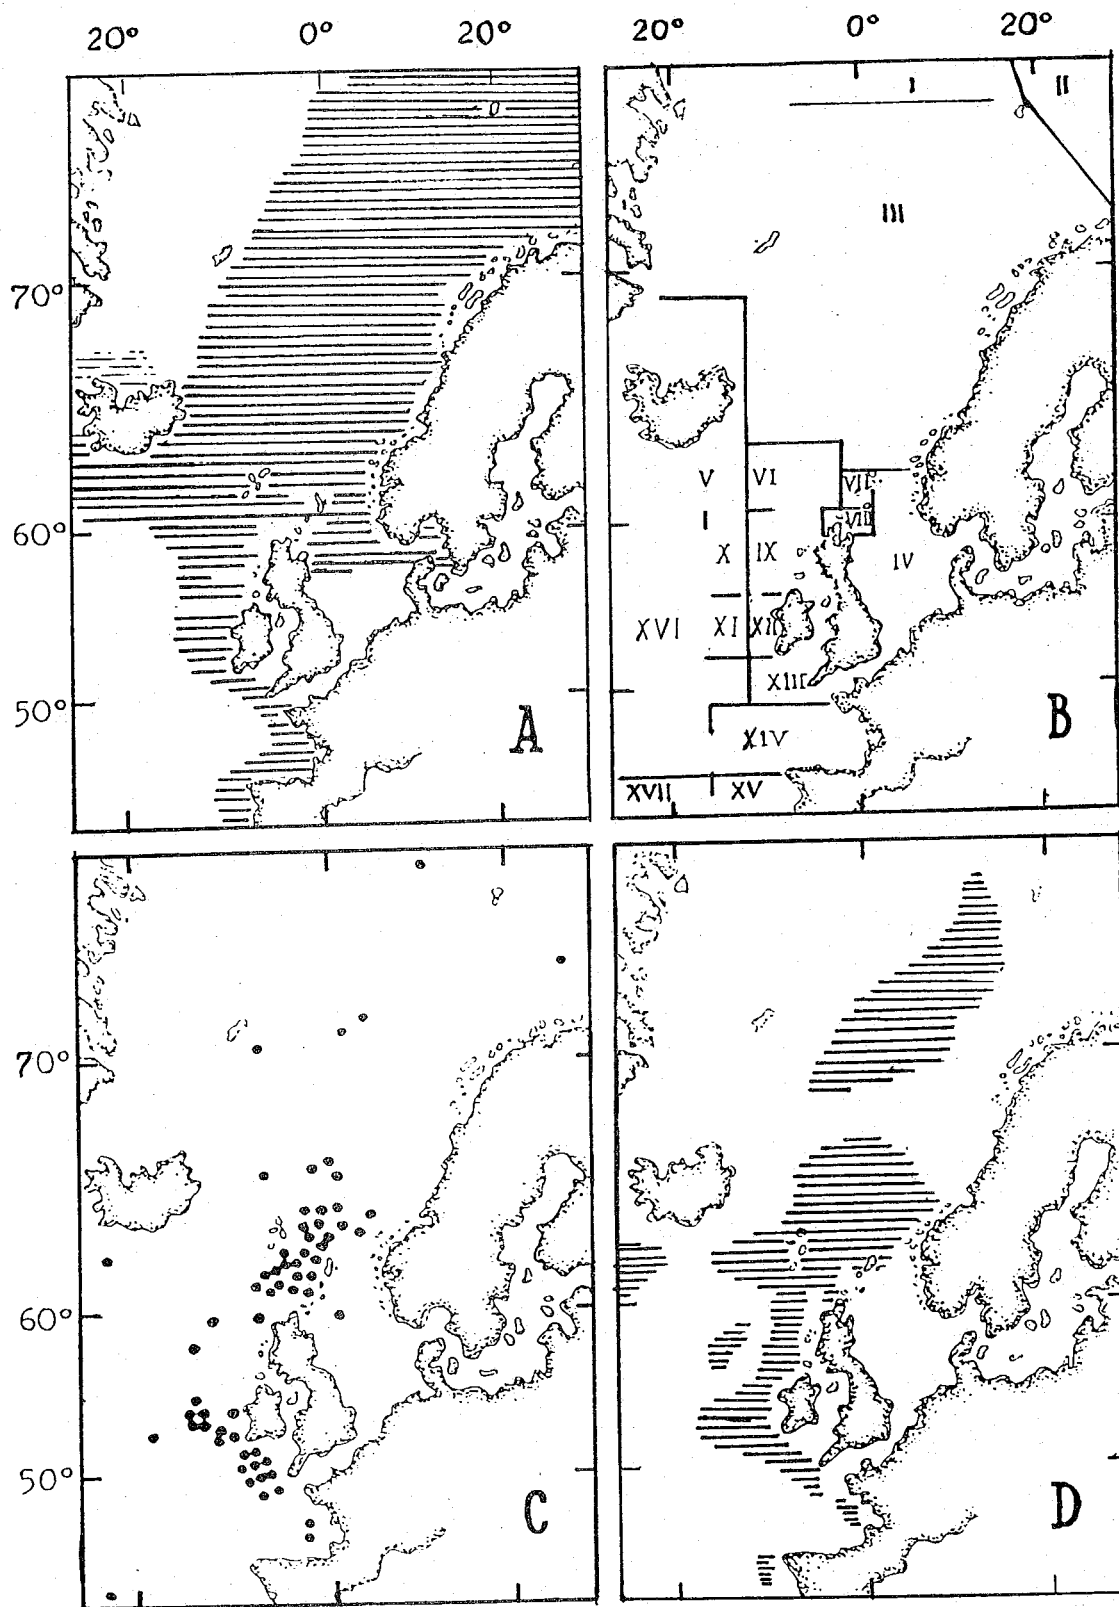 20° 0° 20° 20° 0° 20°
I II
III
70°
V VI VII
60° I VIII
X IX IV
XVI XI XII
50° XIII
A XIV B
XVII XV
70°
60°
50°
C D